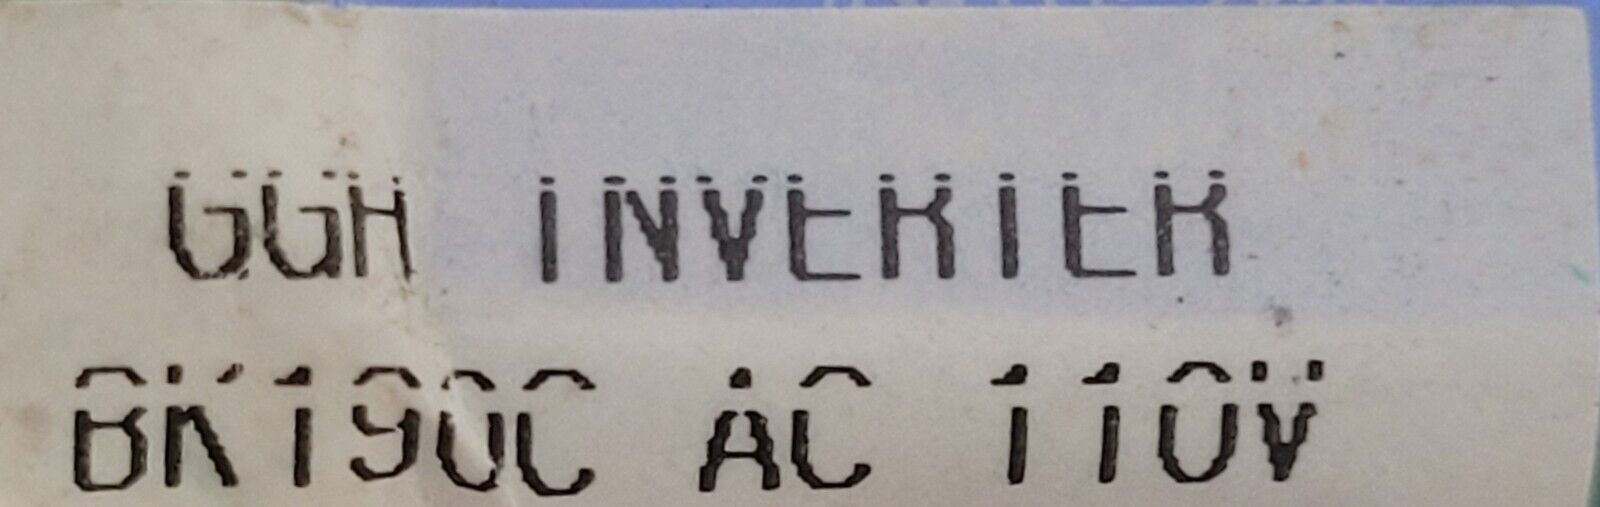 GGH INVERTER
BK190C AC 110V